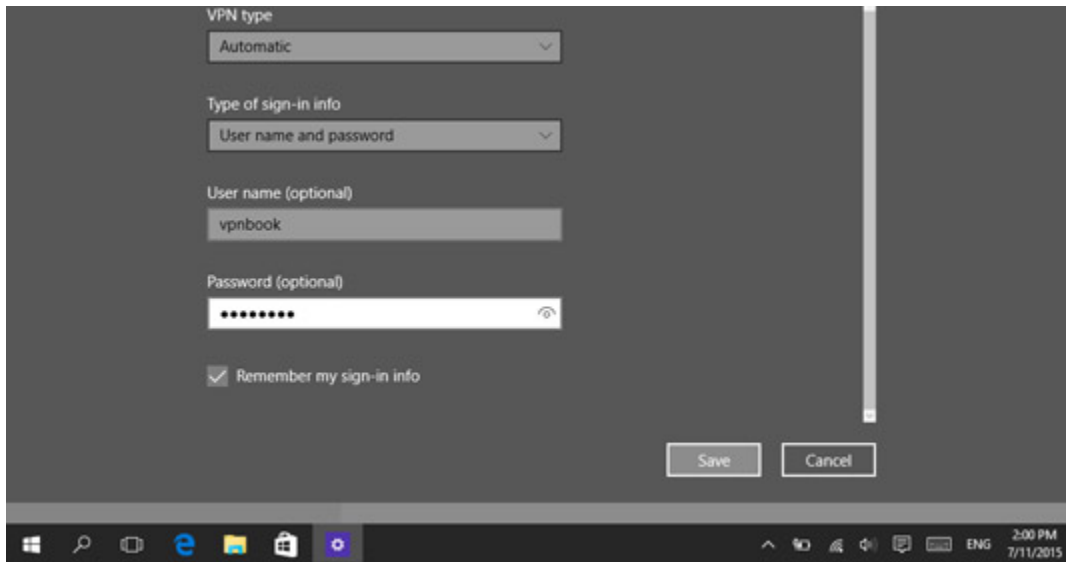 VPN type
Automatic
Type of sign-in info
User name and password
User name (optional)
vpnbook
Password (optional)
••••••••
Remember my sign-in info
Save Cancel
ENG 2:00 PM
7/11/2015